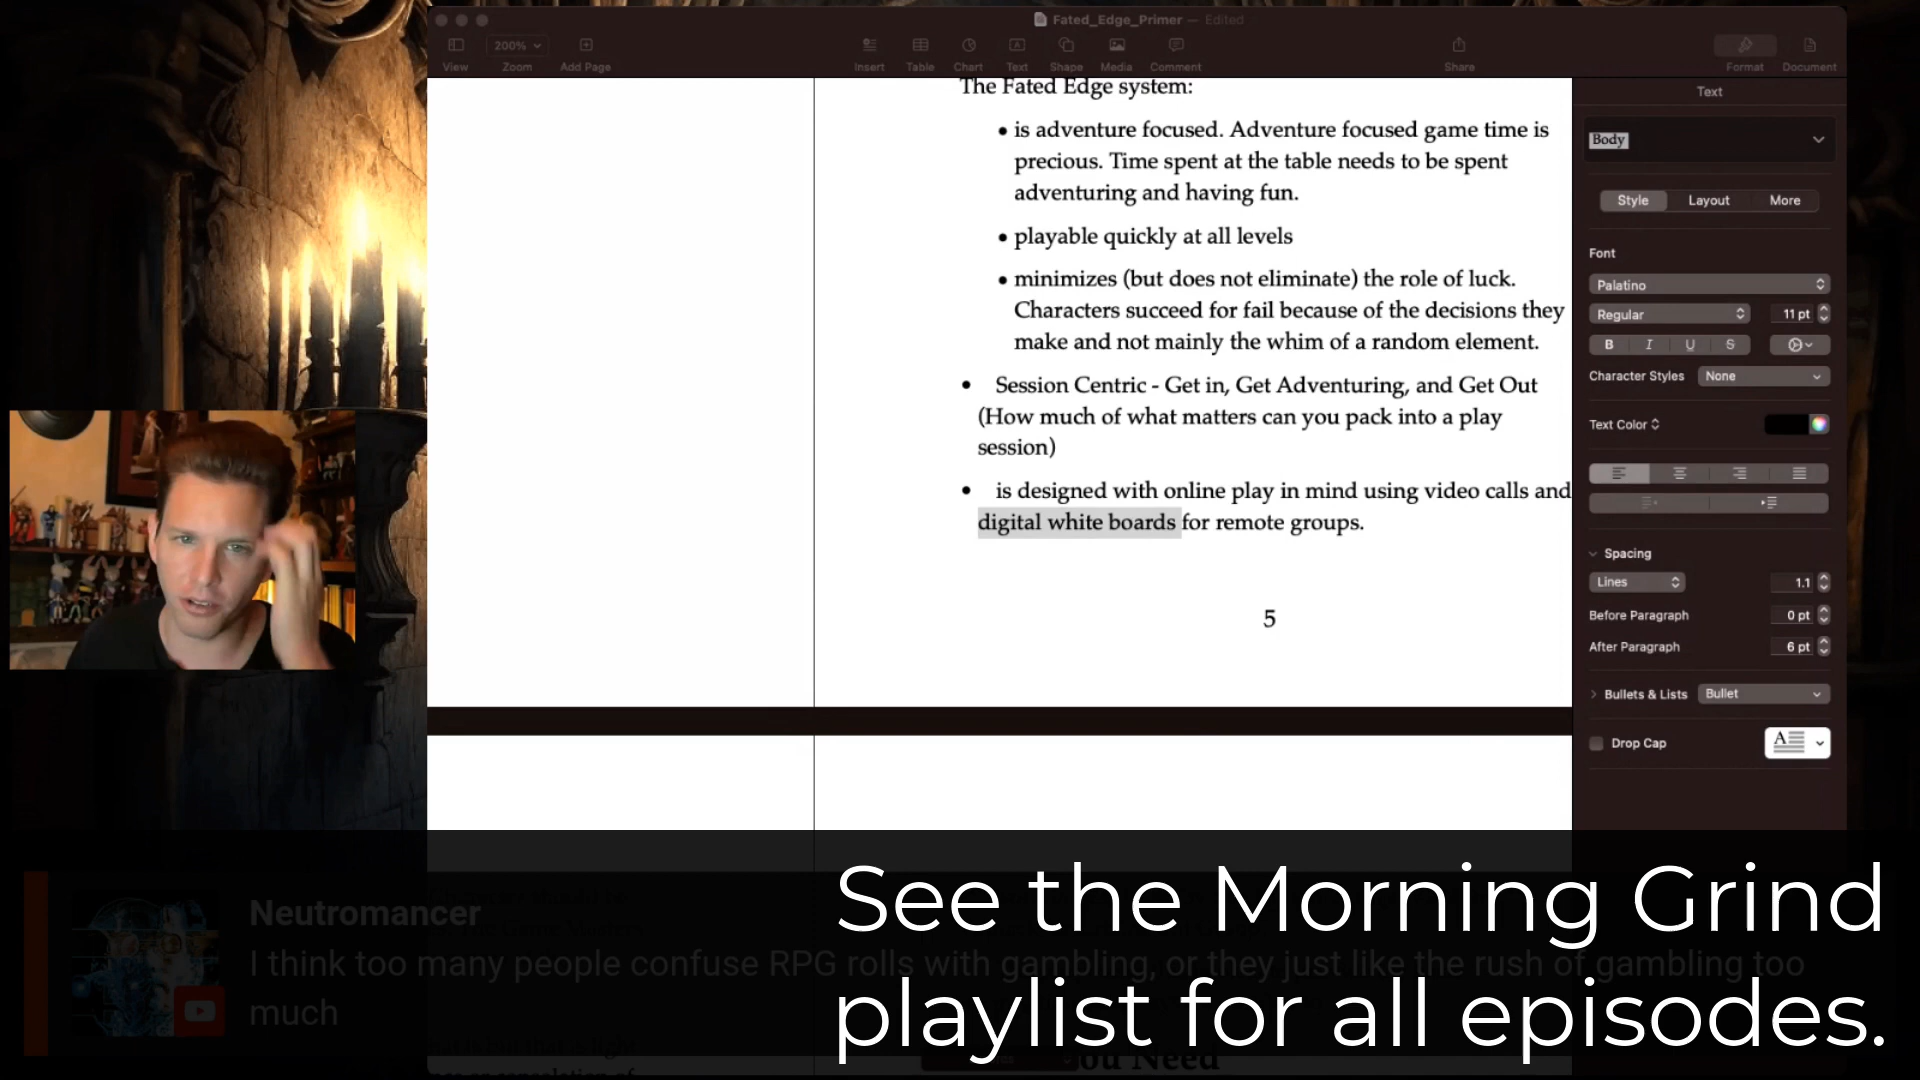 Fated_Edge_Primer — Edited
200%
View
Zoom
Add Page
Insert
Table
Chart
Text
Shape
Media
Comment
Share
Format
Document
The Fated Edge system:
• is adventure focused. Adventure focused game time is
precious. Time spent at the table needs to be spent
adventuring and having fun.
• playable quickly at all levels
• minimizes (but does not eliminate) the role of luck.
Characters succeed for fail because of the decisions they
make and not mainly the whim of a random element.
• Session Centric - Get in, Get Adventuring, and Get Out
(How much of what matters can you pack into a play
session)
• is designed with online play in mind using video calls and
digital white boards for remote groups.
5
Text
Body
Style Layout More
Font
Palatino
Regular 11 pt
B I U S
Character Styles None
Text Color
Spacing
Lines 1.1
Before Paragraph 0 pt
After Paragraph 6 pt
Bullets & Lists Bullet
Drop Cap
Neutromancer
I think too many people confuse RPG rolls with gambling, or they just like the rush of gambling too
much
See the Morning Grind
playlist for all episodes.
ou Need